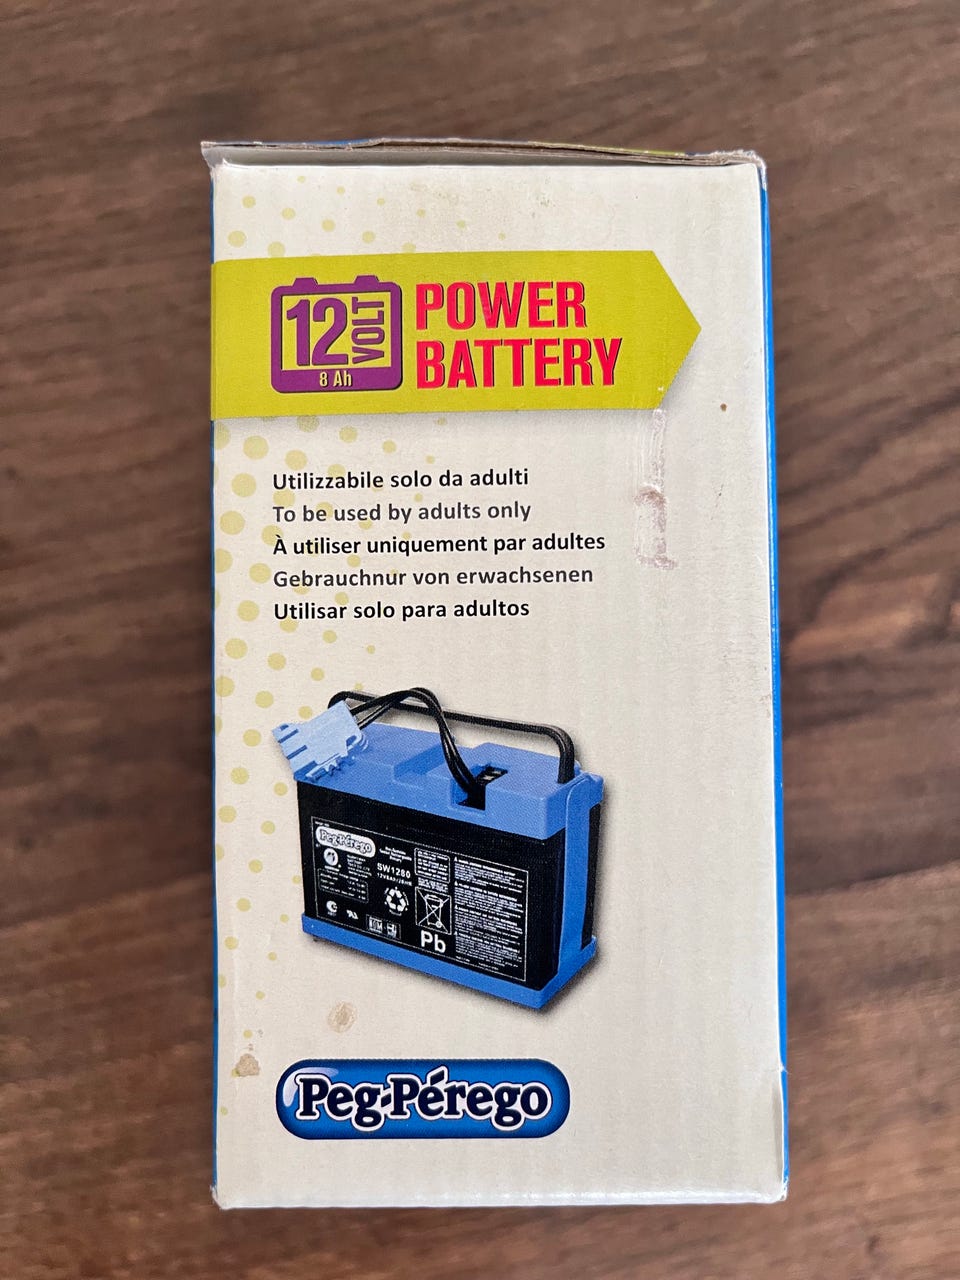 12
VOLT
8 Ah
POWER
BATTERY
Utilizzabile solo da adulti
To be used by adults only
À utiliser uniquement par adultes
Gebrauchnur von erwachsenen
Utilisar solo para adultos
Peg-Pérego
SW1280
Pb
Peg-Pérego